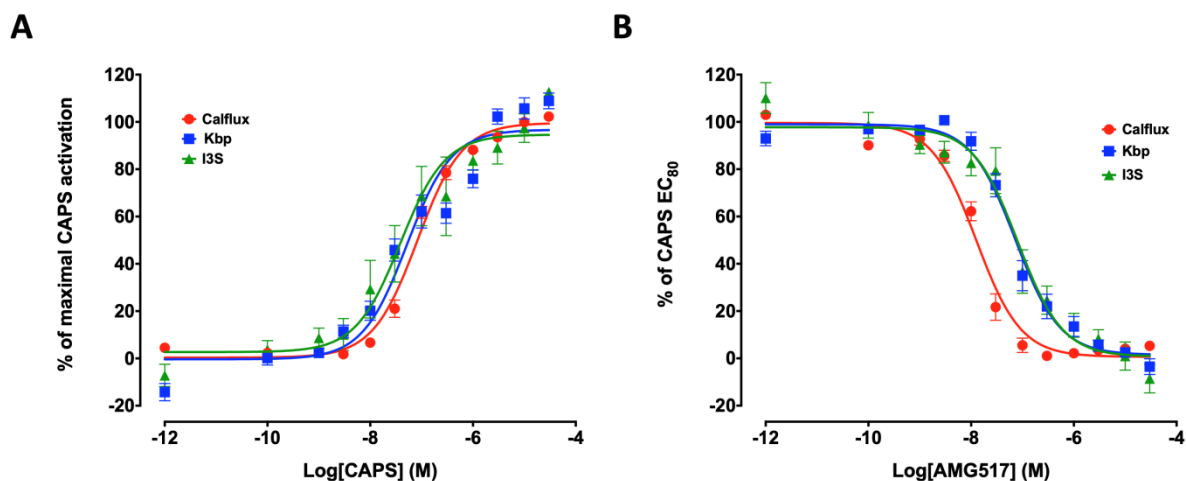 A
B
120
100
80
60
40
20
0
-20
% of maximal CAPS activation
Calflux
Kbp
I3S
-12
-10
-8
-6
-4
Log[CAPS] (M)
120
100
80
60
40
20
0
-20
% of CAPS EC80
Calflux
Kbp
I3S
-12
-10
-8
-6
-4
Log[AMG517] (M)